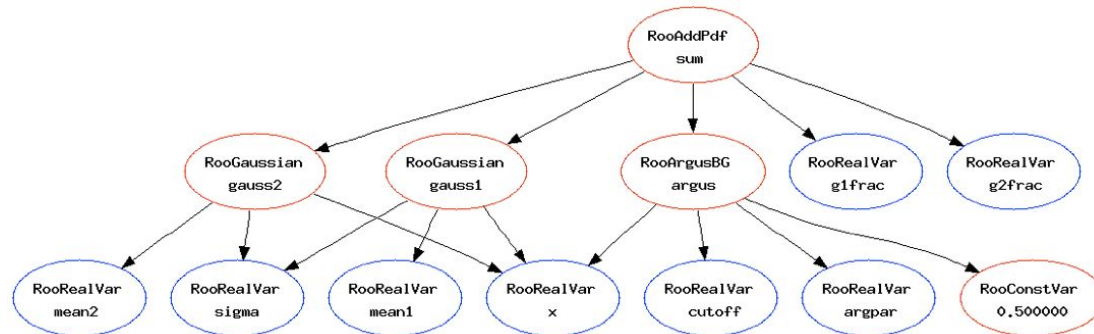 RooAddPdf
sum
RooGaussian
gauss2
RooGaussian
gauss1
RooArgusBG
argus
RooRealVar
g1frac
RooRealVar
g2frac
RooRealVar
mean2
RooRealVar
sigma
RooRealVar
mean1
RooRealVar
x
RooRealVar
cutoff
RooRealVar
argpar
RooConstVar
0.500000